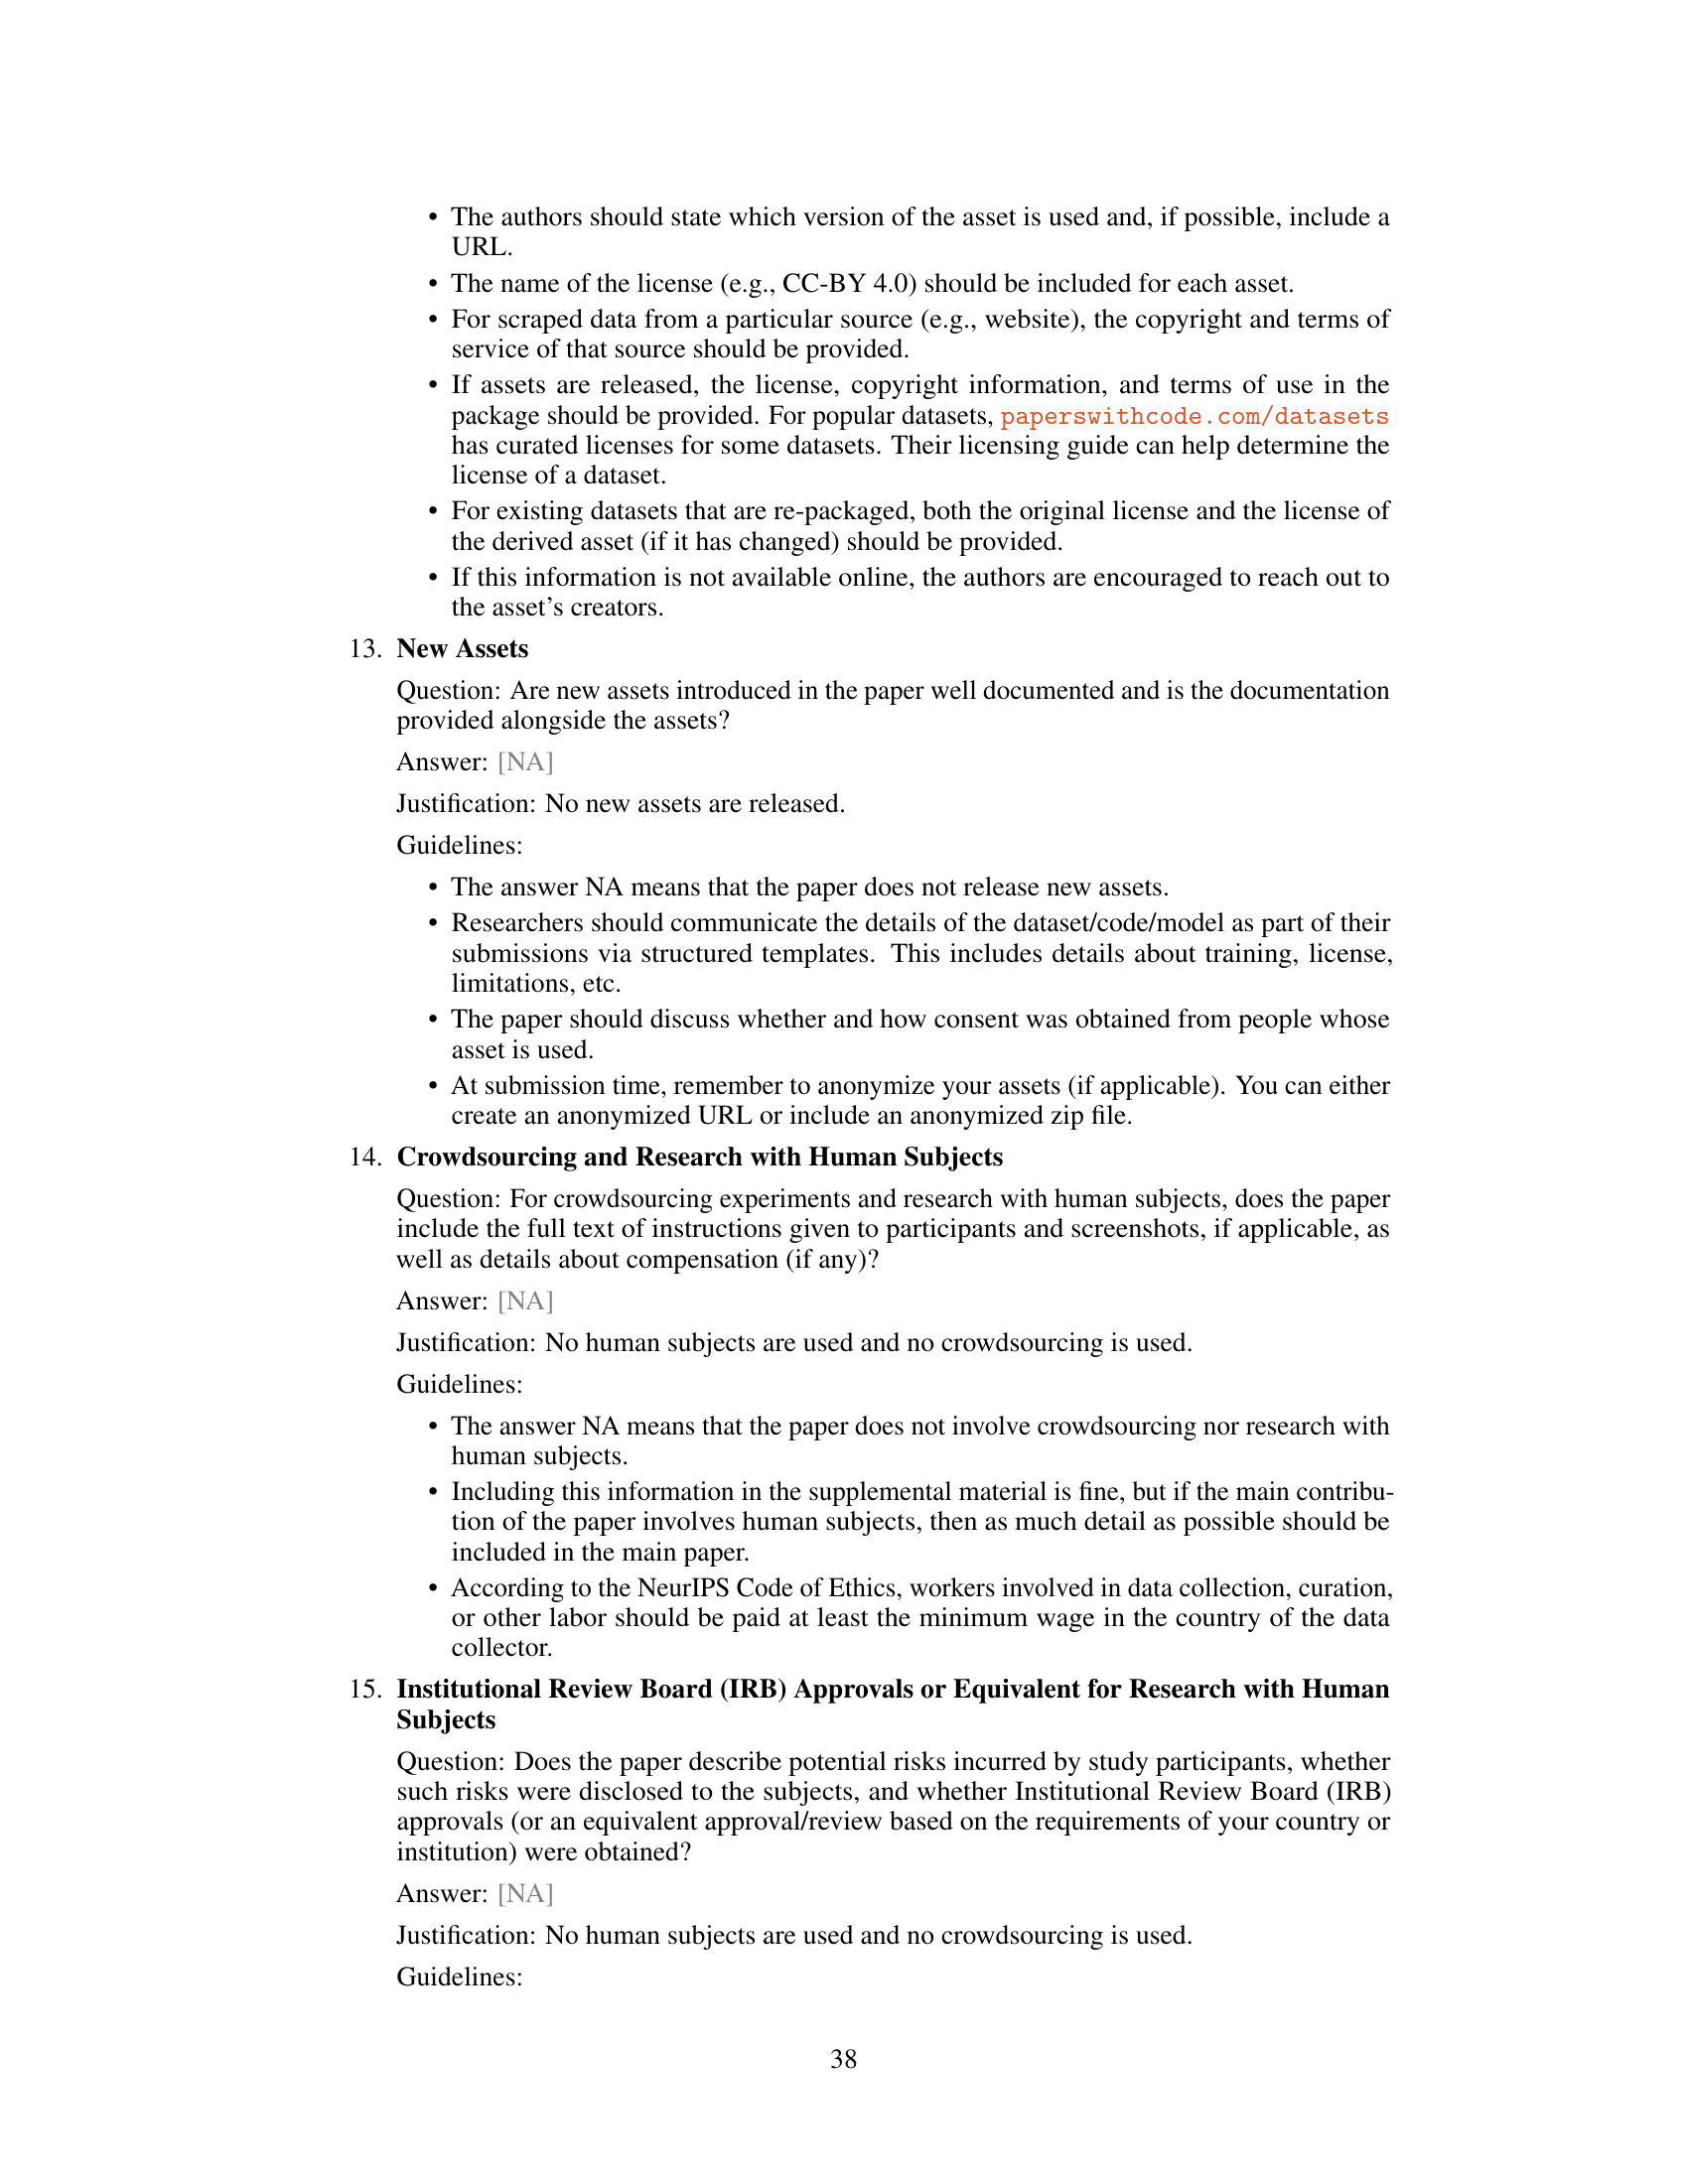 • The authors should state which version of the asset is used and, if possible, include a
URL.
• The name of the license (e.g., CC-BY 4.0) should be included for each asset.
• For scraped data from a particular source (e.g., website), the copyright and terms of
service of that source should be provided.
• If assets are released, the license, copyright information, and terms of use in the
package should be provided. For popular datasets, paperswithcode.com/datasets
has curated licenses for some datasets. Their licensing guide can help determine the
license of a dataset.
• For existing datasets that are re-packaged, both the original license and the license of
the derived asset (if it has changed) should be provided.
• If this information is not available online, the authors are encouraged to reach out to
the asset’s creators.
13. New Assets
Question: Are new assets introduced in the paper well documented and is the documentation
provided alongside the assets?
Answer: [NA]
Justification: No new assets are released.
Guidelines:
• The answer NA means that the paper does not release new assets.
• Researchers should communicate the details of the dataset/code/model as part of their
submissions via structured templates. This includes details about training, license,
limitations, etc.
• The paper should discuss whether and how consent was obtained from people whose
asset is used.
• At submission time, remember to anonymize your assets (if applicable). You can either
create an anonymized URL or include an anonymized zip file.
14. Crowdsourcing and Research with Human Subjects
Question: For crowdsourcing experiments and research with human subjects, does the paper
include the full text of instructions given to participants and screenshots, if applicable, as
well as details about compensation (if any)?
Answer: [NA]
Justification: No human subjects are used and no crowdsourcing is used.
Guidelines:
• The answer NA means that the paper does not involve crowdsourcing nor research with
human subjects.
• Including this information in the supplemental material is fine, but if the main contribu-
tion of the paper involves human subjects, then as much detail as possible should be
included in the main paper.
• According to the NeurIPS Code of Ethics, workers involved in data collection, curation,
or other labor should be paid at least the minimum wage in the country of the data
collector.
15. Institutional Review Board (IRB) Approvals or Equivalent for Research with Human
Subjects
Question: Does the paper describe potential risks incurred by study participants, whether
such risks were disclosed to the subjects, and whether Institutional Review Board (IRB)
approvals (or an equivalent approval/review based on the requirements of your country or
institution) were obtained?
Answer: [NA]
Justification: No human subjects are used and no crowdsourcing is used.
Guidelines:
38